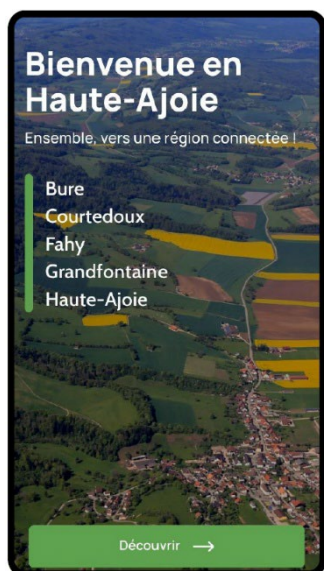 Bienvenue en
Haute-Ajoie
Ensemble, vers une région connectée !
Bure
Courtedoux
Fahy
Grandfontaine
Haute-Ajoie
Découvrir →